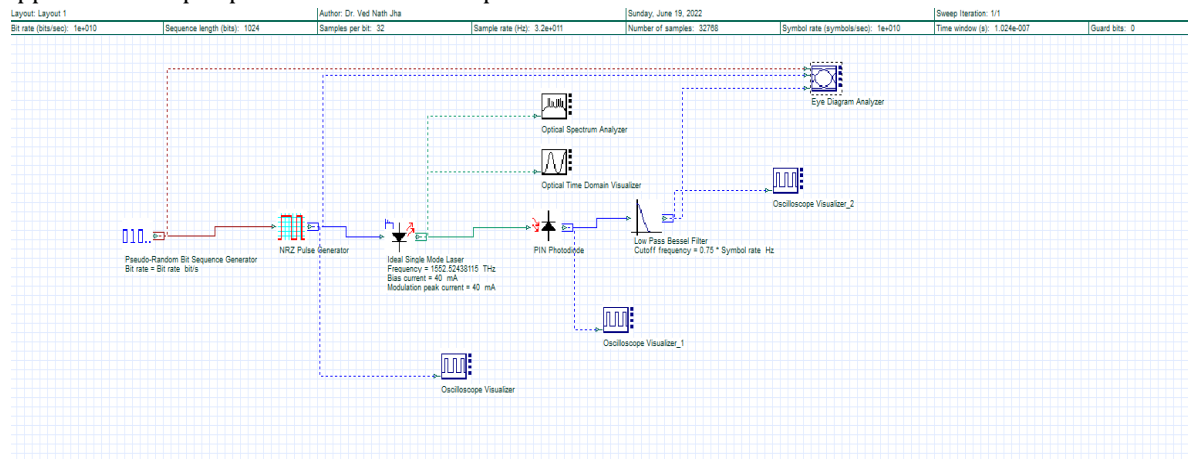 Layout: Layout 1 Author: Dr. Ved Nath Jha Sunday, June 19, 2022 Sweep Iteration: 1/1
Bit rate (bits/sec): 1e+010 Sequence length (bits): 1024 Samples per bit: 32 Sample rate (Hz): 3.2e+011 Number of samples: 32768 Symbol rate (symbols/sec): 1e+010 Time window (s): 1.024e-007 Guard bits: 0
Eye Diagram Analyzer
Optical Spectrum Analyzer
Optical Time Domain Visualizer
Oscilloscope Visualizer_2
Pseudo-Random Bit Sequence Generator
Bit rate = Bit rate bit/s
NRZ Pulse Generator
Ideal Single Mode Laser
Frequency = 1552.52438115 THz
Bias current = 40 mA
Modulation peak current = 40 mA
PIN Photodiode
Low Pass Bessel Filter
Cutoff frequency = 0.75 * Symbol rate Hz
Oscilloscope Visualizer_1
Oscilloscope Visualizer